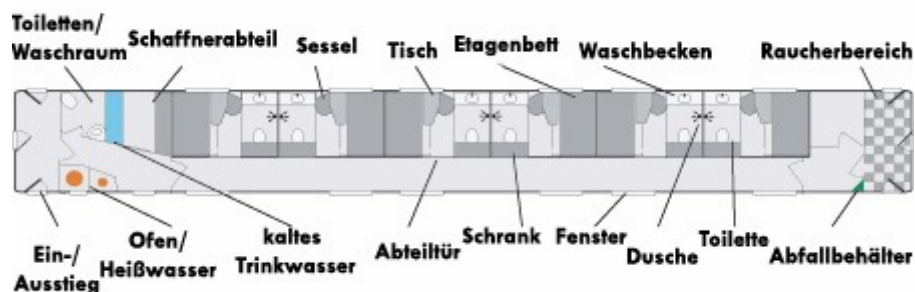 Toiletten/
Waschraum
Schaffnerabteil
Sessel
Tisch
Etagenbett
Waschbecken
Raucherbereich
Ein-/
Ausstieg
Ofen/
Heißwasser
kaltes
Trinkwasser
Abteiltür
Schrank
Fenster
Dusche
Toilette
Abfallbehälter